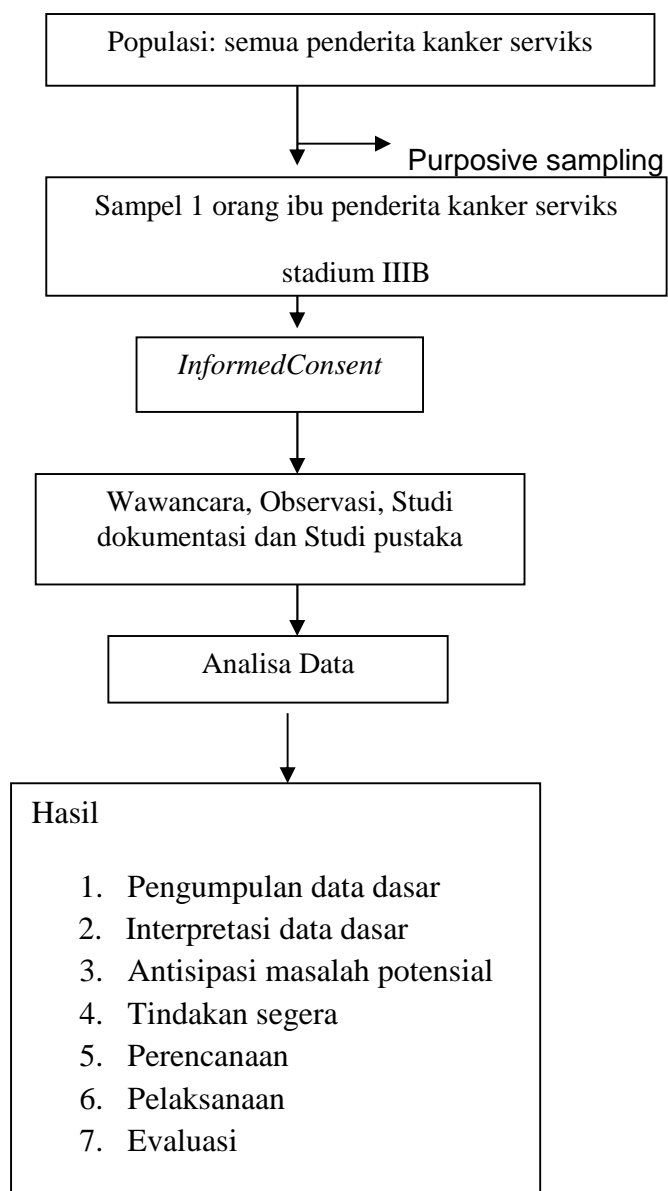 Populasi: semua penderita kanker serviks
Purposive sampling
Sampel 1 orang ibu penderita kanker serviks
stadium IIIB
InformedConsent
Wawancara, Observasi, Studi
dokumentasi dan Studi pustaka
Analisa Data
Hasil
1. Pengumpulan data dasar
2. Interpretasi data dasar
3. Antisipasi masalah potensial
4. Tindakan segera
5. Perencanaan
6. Pelaksanaan
7. Evaluasi